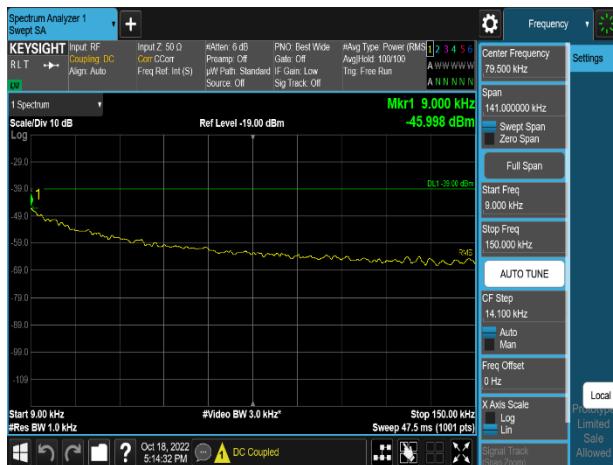 Spectrum Analyzer 1
Swept SA
Frequency
KEYSIGHT
RLT
Input: RF
Coupling: DC
Align: Auto
Input Z: 50 Ω
Corr CCorr
Freq Ref: Int (S)
#Atten: 6 dB
Preamp: Off
µW Path: Standard
Source: Off
PNO: Best Wide
Gate: Off
IF Gain: Low
Sig Track: Off
#Avg Type: Power (RMS
Avg|Hold: 100/100
Trig: Free Run
1 2 3 4 5 6
A W W W W W
A N N N N N
1 Spectrum
Scale/Div 10 dB
Log
Ref Level -19.00 dBm
Mkr1 9.000 kHz
-45.998 dBm
-29.0
-39.0
-49.0
-59.0
-69.0
-79.0
-89.0
-99.0
-109
1
DL1 -39.00 dBm
RMS
Start 9.00 kHz
#Res BW 1.0 kHz
#Video BW 3.0 kHz*
Stop 150.00 kHz
Sweep 47.5 ms (1001 pts)
Oct 18, 2022
5:14:32 PM
DC Coupled
Center Frequency
79.500 kHz
Span
141.000000 kHz
Swept Span
Zero Span
Full Span
Start Freq
9.000 kHz
Stop Freq
150.000 kHz
AUTO TUNE
CF Step
14.100 kHz
Auto
Man
Freq Offset
0 Hz
X Axis Scale
Log
Lin
Signal Track
(Span Zoom)
Settings
Local
Prototype
Limited
Sale
Allowed